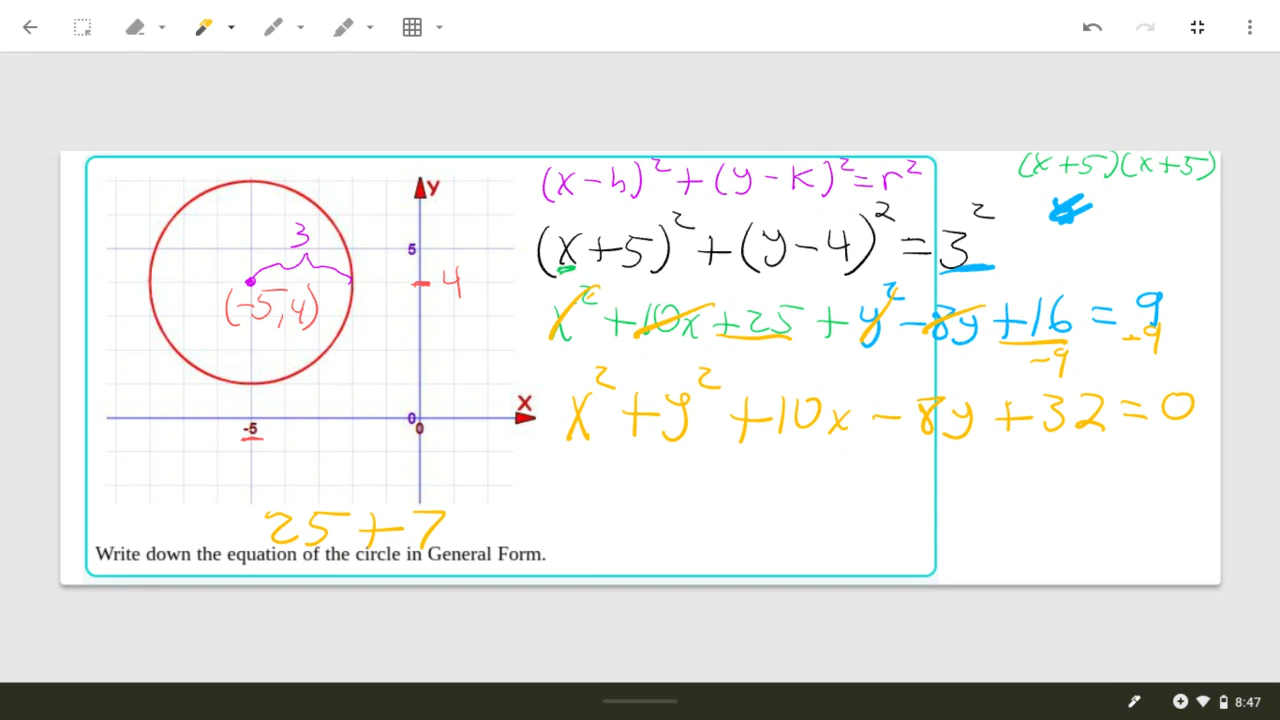 (x-h)² + (y-k)² = r²
(x+5)(x+5)
(x+5)² + (y-4)² = 3²
x² + 10x + 25 + y² - 8y + 16 = 9
-9 -9
x² + y² + 10x - 8y + 32 = 0
Y
5
3
4
(-5,4)
X
0
-5
0
25 + 7
Write down the equation of the circle in General Form.
8:47